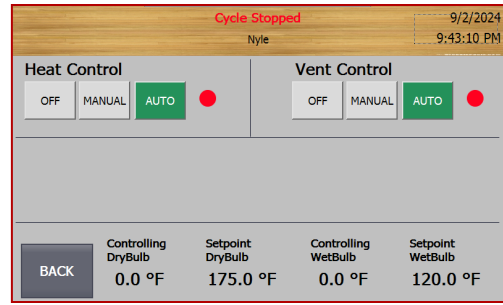 Cycle Stopped
9/2/2024
Nyle
9:43:10 PM
Heat Control
Vent Control
OFF MANUAL AUTO
OFF MANUAL AUTO
Controlling DryBulb
Setpoint DryBulb
Controlling WetBulb
Setpoint WetBulb
BACK
0.0 °F
175.0 °F
0.0 °F
120.0 °F